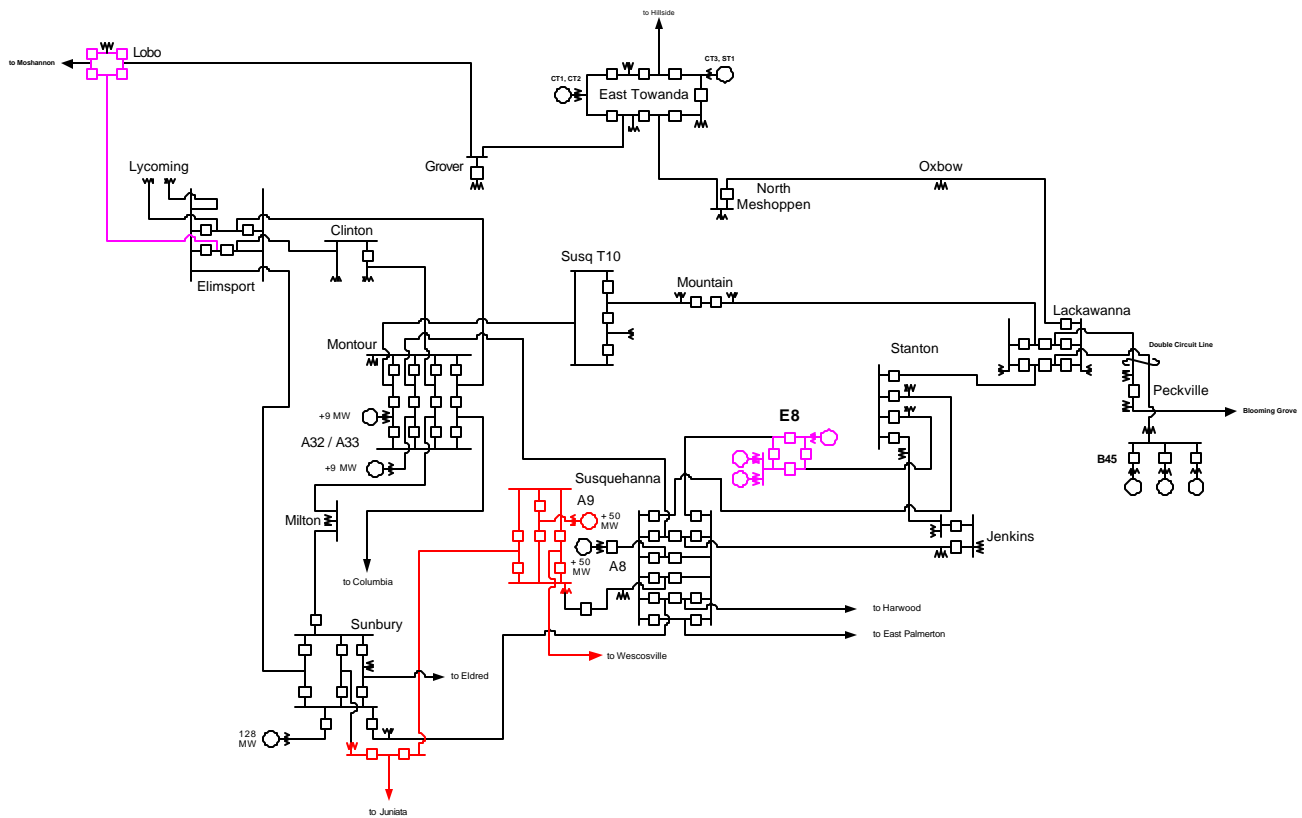 to Hillside
to Moshannon
Lobo
CT3, ST1
CT1, CT2
East Towanda
Grover
Lycoming
Oxbow
North
Meshoppen
Clinton
Susq T10
Elimsport
Mountain
Lackawanna
Montour
Stanton
Double Circuit Line
Peckville
+9 MW
E8
Blooming Grove
A32 / A33
+9 MW
B45
Susquehanna
A9
+ 50
MW
Milton
Jenkins
+ 50
MW
A8
to Columbia
to Harwood
Sunbury
to East Palmerton
to Wescosville
to Eldred
128
MW
to Juniata